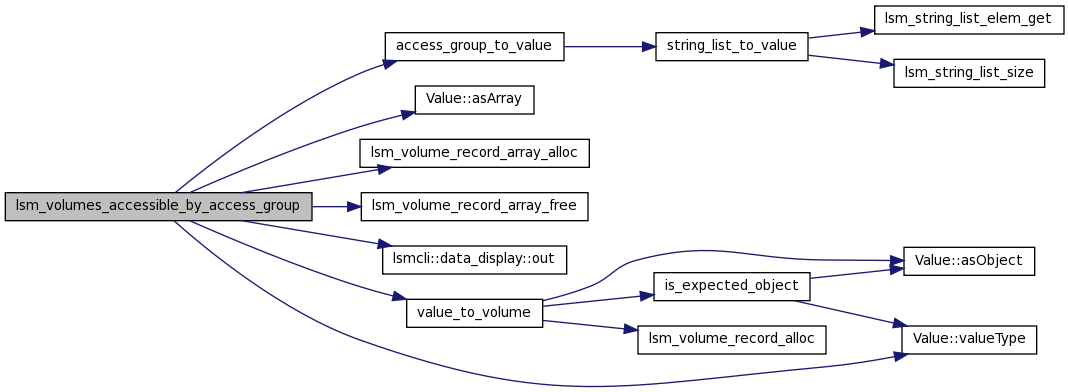 lsm_string_list_elem_get
access_group_to_value
string_list_to_value
lsm_string_list_size
Value::asArray
lsm_volume_record_array_alloc
lsm_volumes_accessible_by_access_group
lsm_volume_record_array_free
lsmcli::data_display::out
Value::asObject
is_expected_object
value_to_volume
lsm_volume_record_alloc
Value::valueType